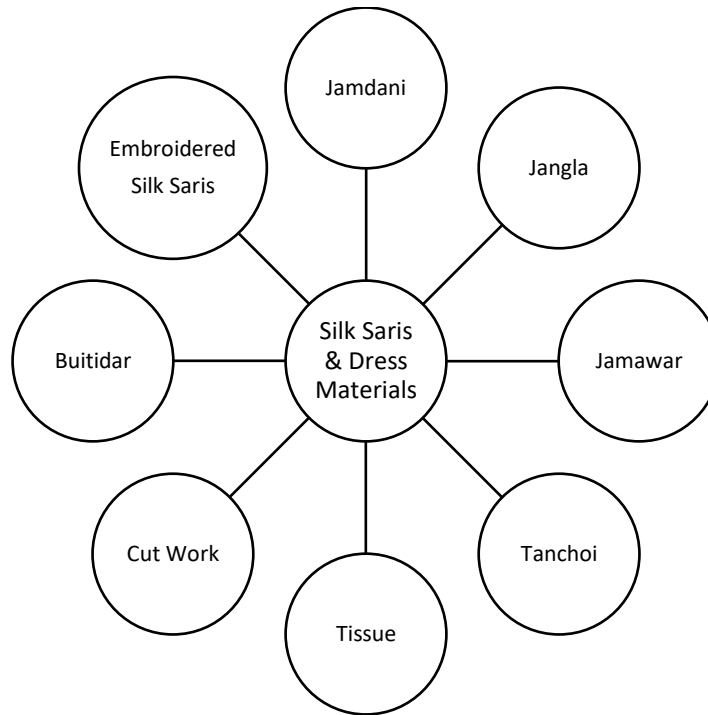 Jamdani
Jangla
Jamawar
Tanchoi
Tissue
Cut Work
Buitidar
Embroidered
Silk Saris
Silk Saris
& Dress
Materials